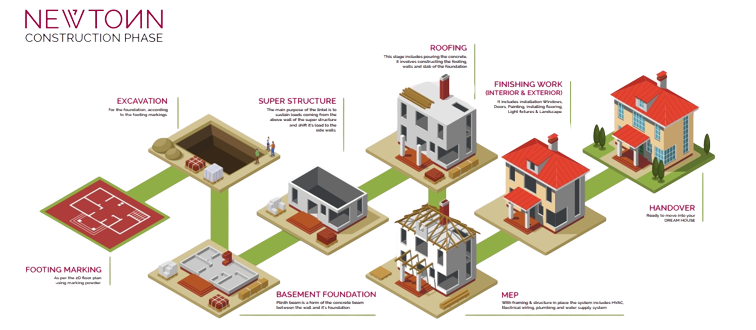 NEWTOWN
CONSTRUCTION PHASE
EXCAVATION
For the foundation, according
to the footing markings
SUPER STRUCTURE
The main purpose of the lintal is to
sustain loads coming from the
above wall of the super structure
and shift it's load to the
side walls.
ROOFING
This stage includes pouring the concrete.
It involves constructing the footing,
walls and slab of the foundation
FINISHING WORK
(INTERIOR & EXTERIOR)
It includes installation Windows,
Doors, Painting, installing flooring,
Light fixtures & Landscape
HANDOVER
Ready to move into your
DREAM HOUSE
FOOTING MARKING
As per the 2D floor plan
using marking powder
BASEMENT FOUNDATION
Plinth beam is a form of the concrete beam
between the wall and it's foundation.
MEP
With framing & structure in place the system includes HVAC,
Electrical wiring, plumbing and water supply system